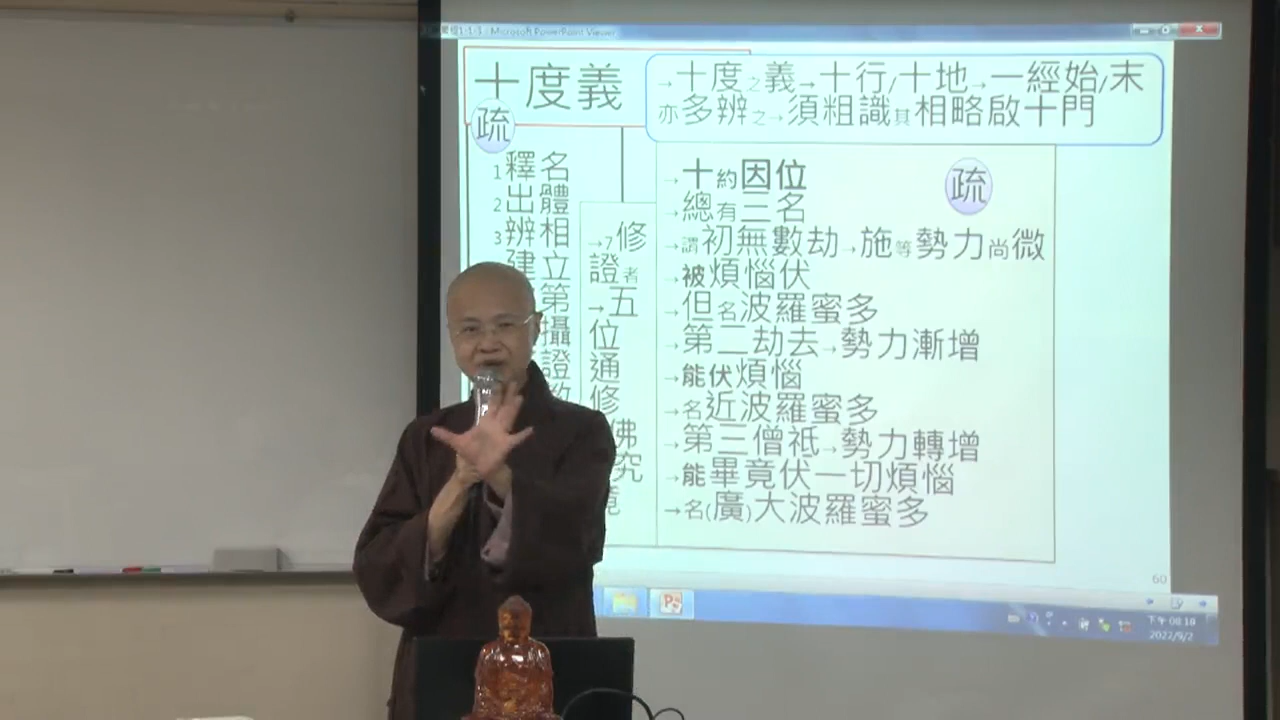 Microsoft PowerPoint Viewer
十度義
疏
→十度之義→十行/十地→一經始/末
亦多辨之→須粗識其相略啟十門
1釋名
2出體
3辨相
建立
第
攝
證
→7修
證者
→五
位
通
修
佛
究
竟
→十約因位
疏
→總有三名
→謂初無數劫→施等勢力尚微
→被煩惱伏
→但名波羅蜜多
→第二劫去→勢力漸增
→能伏煩惱
→名近波羅蜜多
→第三僧祇→勢力轉增
→能畢竟伏一切煩惱
→名(廣)大波羅蜜多
60
下午 08:18
2022/9/2